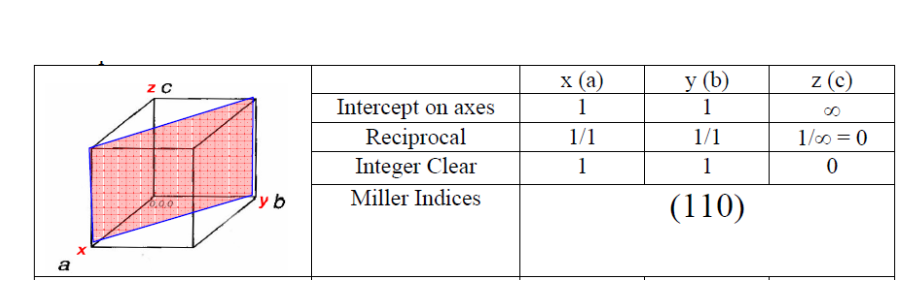 z c
0,0,0
y b
x
a
x (a) y (b) z (c)
Intercept on axes 1 1 ∞
Reciprocal 1/1 1/1 1/∞ = 0
Integer Clear 1 1 0
Miller Indices (110)